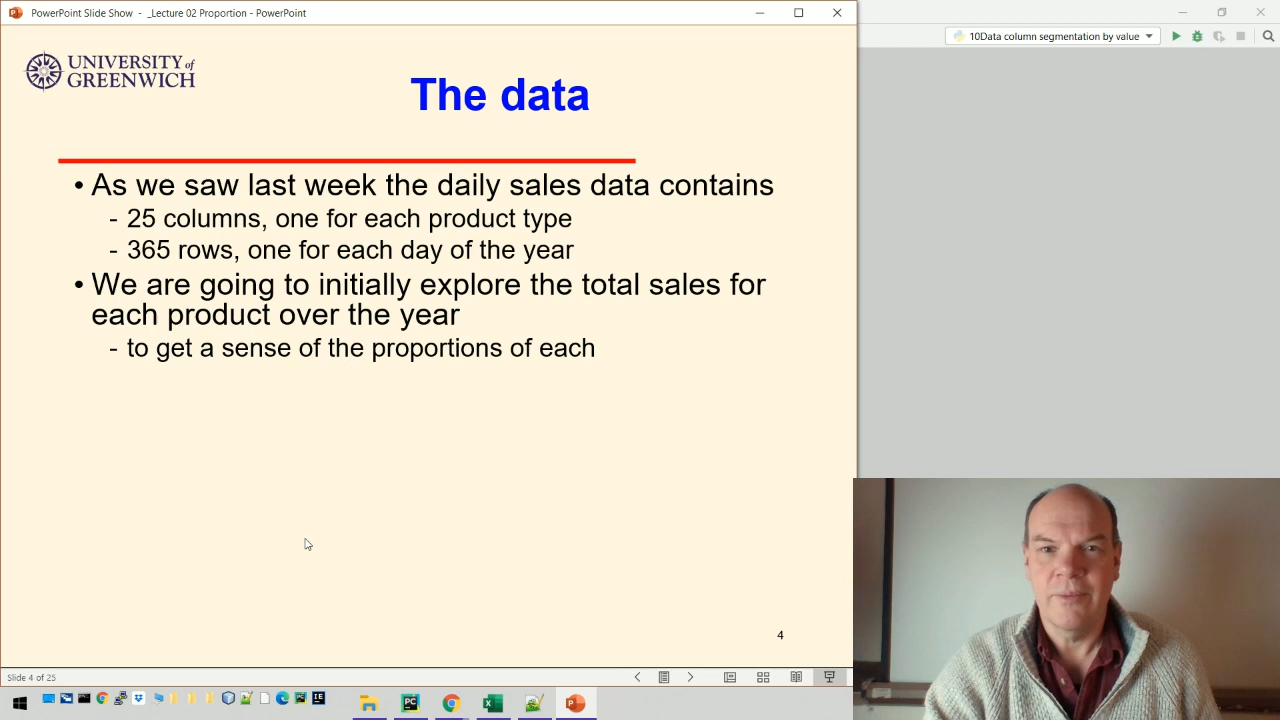 PowerPoint Slide Show - _Lecture 02 Proportion - PowerPoint
10Data column segmentation by value
UNIVERSITY of
GREENWICH
The data
• As we saw last week the daily sales data contains
- 25 columns, one for each product type
- 365 rows, one for each day of the year
• We are going to initially explore the total sales for
each product over the year
- to get a sense of the proportions of each
4
Slide 4 of 25
PC
IE